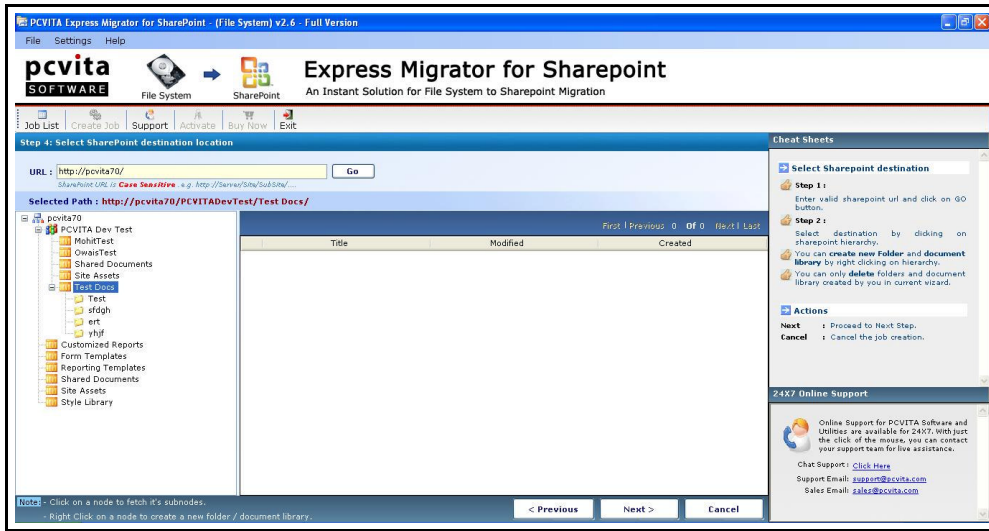 PCVITA Express Migrator for SharePoint - (File System) v2.6 - Full Version
File Settings Help
pcvita
SOFTWARE
File System
SharePoint
Express Migrator for Sharepoint
An Instant Solution for File System to Sharepoint Migration
Job List Create Job Support Activate Buy Now Exit
Step 4: Select SharePoint destination location
URL : http://pcvita70/ Go
SharePoint URL is Case Sensitive. e.g. http://Server/Site/SubSite/....
Selected Path : http://pcvita70/PCVITADevTest/Test Docs/
pcvita70
PCVITA Dev Test
MohitTest
OwaisTest
Shared Documents
Site Assets
Test Docs
Test
sfdgh
ert
yhjf
Customized Reports
Form Templates
Reporting Templates
Shared Documents
Site Assets
Style Library
First | Previous 0 Of 0 Next | Last
Title Modified Created
Note: - Click on a node to fetch it's subnodes.
- Right Click on a node to create a new folder / document library.
< Previous Next > Cancel
Cheat Sheets
Select Sharepoint destination
Step 1 :
Enter valid sharepoint url and click on GO
button.
Step 2 :
Select destination by clicking on
sharepoint hierarchy.
You can create new Folder and document
library by right clicking on hierarchy.
You can only delete folders and document
library created by you in current wizard.
Actions
Next : Proceed to Next Step.
Cancel : Cancel the job creation.
24X7 Online Support
Online Support for PCVITA Software and
Utilities are available for 24X7. With just
the click of the mouse, you can contact
your support team for live assistance.
Chat Support : Click Here
Support Email: support@pcvita.com
Sales Email: sales@pcvita.com